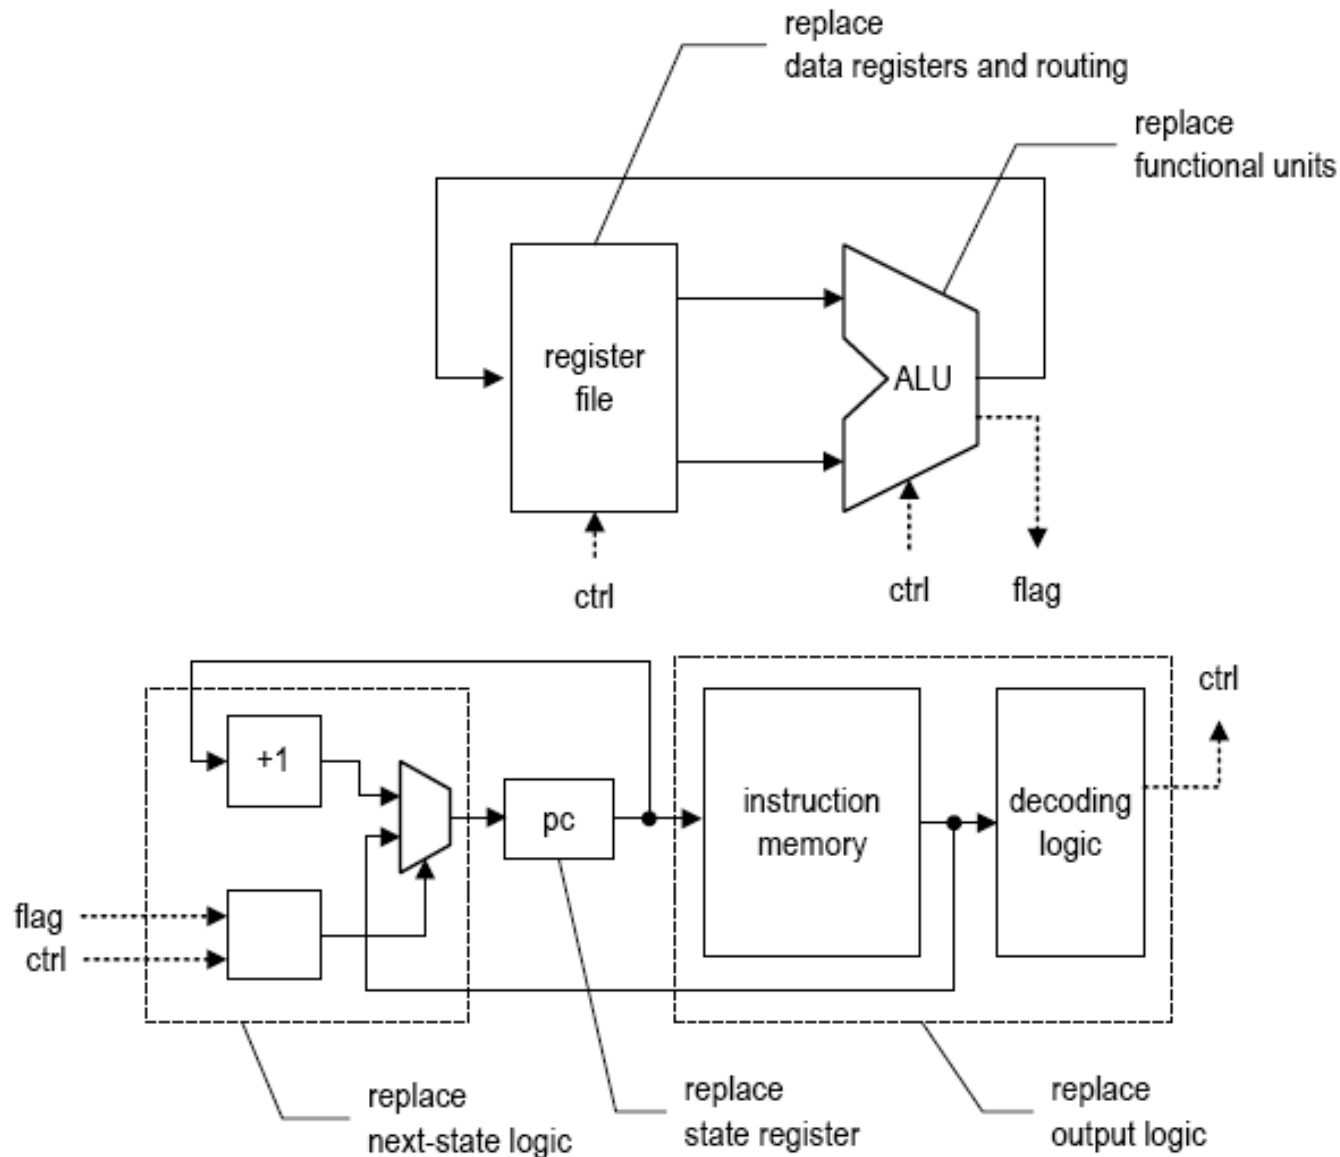 replace
data registers and routing
replace
functional units
register
file
ALU
ctrl
ctrl
flag
ctrl
+1
pc
instruction
memory
decoding
logic
flag
ctrl
replace
next-state logic
replace
state register
replace
output logic